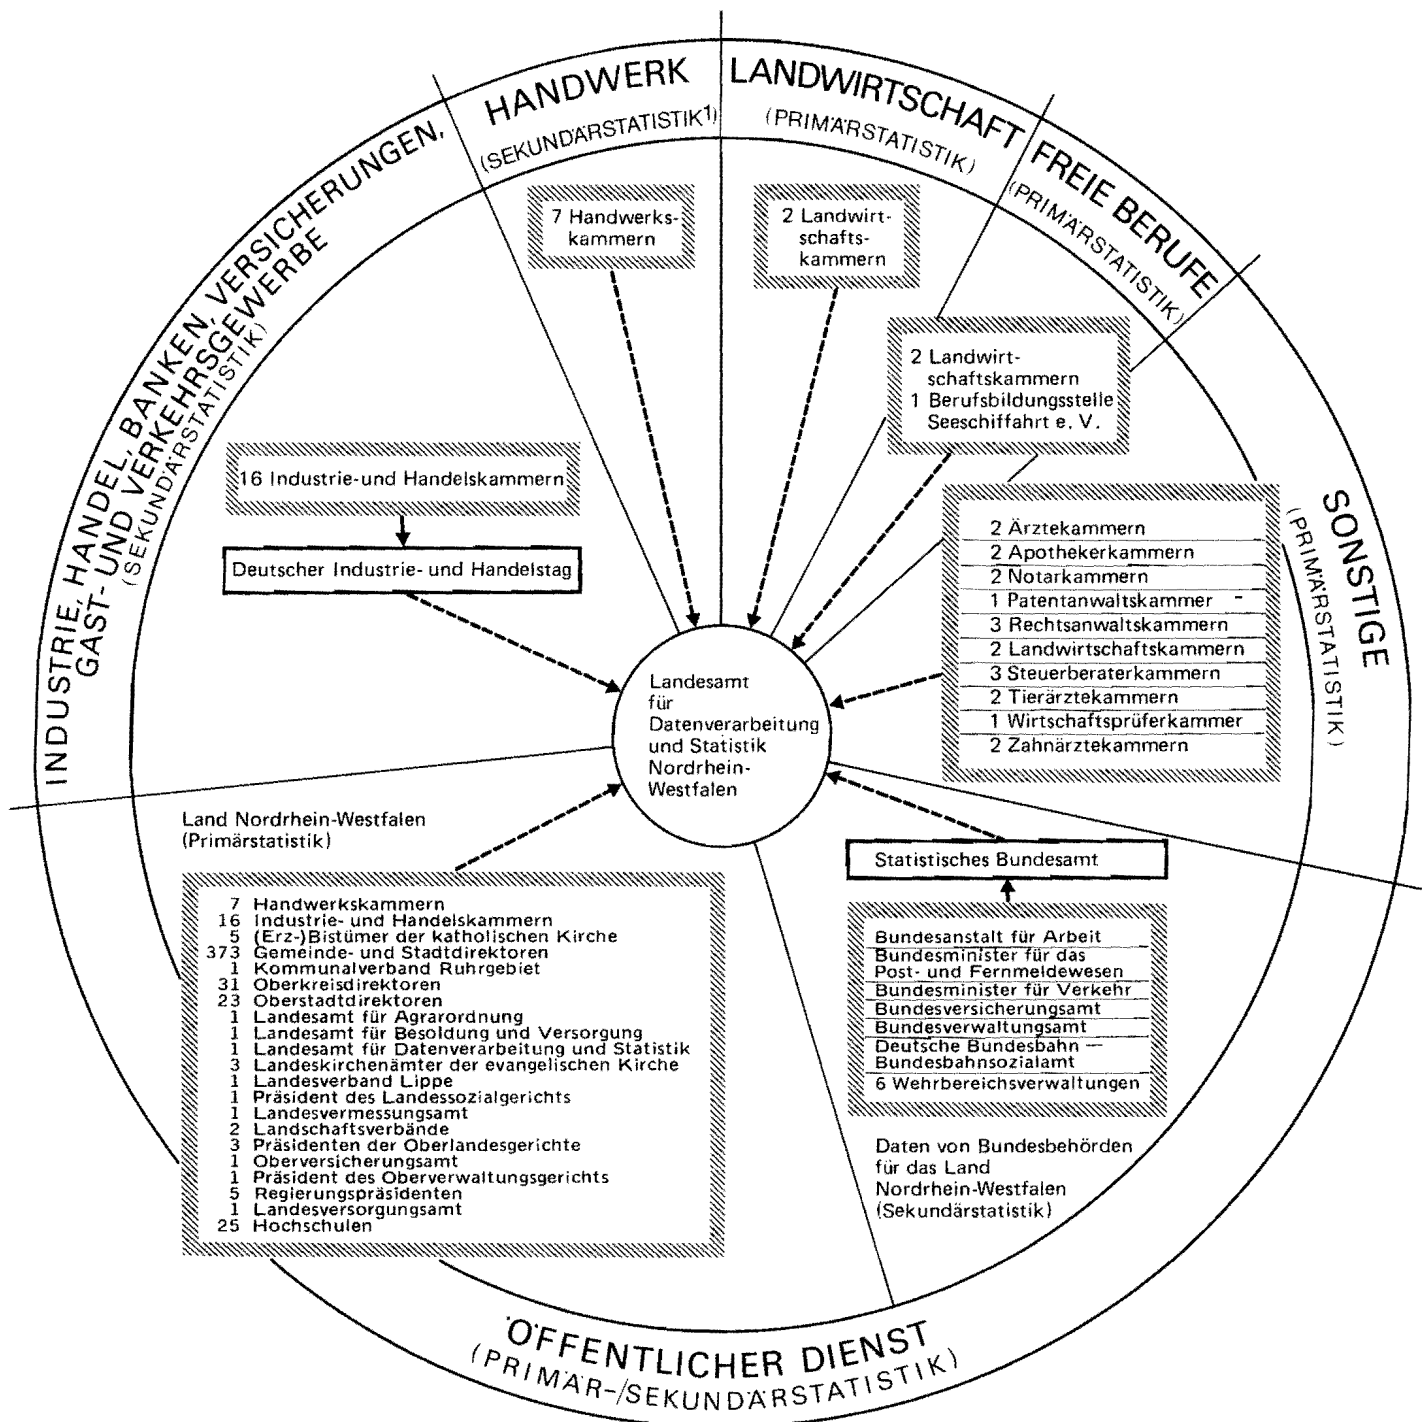 HANDWERK
(SEKUNDÄRSTATISTIK1)
LANDWIRTSCHAFT
(PRIMÄRSTATISTIK)
FREIE BERUFE
(PRIMÄRSTATISTIK)
SONSTIGE
(PRIMÄRSTATISTIK)
INDUSTRIE, HANDEL, BANKEN, VERSICHERUNGEN,
GAST- UND VERKEHRSGEWERBE
(SEKUNDÄRSTATISTIK)
7 Handwerks-
kammern
2 Landwirt-
schafts-
kammern
2 Landwirt-
schaftskammern
1 Berufsbildungsstelle
Seeschiffahrt e. V.
16 Industrie-und Handelskammern
Deutscher Industrie- und Handelstag
2 Ärztekammern
2 Apothekerkammern
2 Notarkammern
1 Patentanwaltskammer -
3 Rechtsanwaltskammern
2 Landwirtschaftskammern
3 Steuerberaterkammern
2 Tierärztekammern
1 Wirtschaftsprüferkammer
2 Zahnärztekammern
Landesamt
für
Datenverarbeitung
und Statistik
Nordrhein-
Westfalen
Land Nordrhein-Westfalen
(Primärstatistik)
7 Handwerkskammern
16 Industrie- und Handelskammern
5 (Erz-)Bistümer der katholischen Kirche
373 Gemeinde- und Stadtdirektoren
1 Kommunalverband Ruhrgebiet
31 Oberkreisdirektoren
23 Oberstadtdirektoren
1 Landesamt für Agrarordnung
1 Landesamt für Besoldung und Versorgung
1 Landesamt für Datenverarbeitung und Statistik
3 Landeskirchenämter der evangelischen Kirche
1 Landesverband Lippe
1 Präsident des Landessozialgerichts
1 Landesvermessungsamt
2 Landschaftsverbände
3 Präsidenten der Oberlandesgerichte
1 Oberversicherungsamt
1 Präsident des Oberverwaltungsgerichts
5 Regierungspräsidenten
1 Landesversorgungsamt
25 Hochschulen
Statistisches Bundesamt
Bundesanstalt für Arbeit
Bundesminister für das
Post- und Fernmeldewesen
Bundesminister für Verkehr
Bundesversicherungsamt
Bundesverwaltungsamt
Deutsche Bundesbahn —
Bundesbahnsozialamt
6 Wehrbereichsverwaltungen
Daten von Bundesbehörden
für das Land
Nordrhein-Westfalen
(Sekundärstatistik)
ÖFFENTLICHER DIENST
(PRIMÄR-/SEKUNDÄRSTATISTIK)